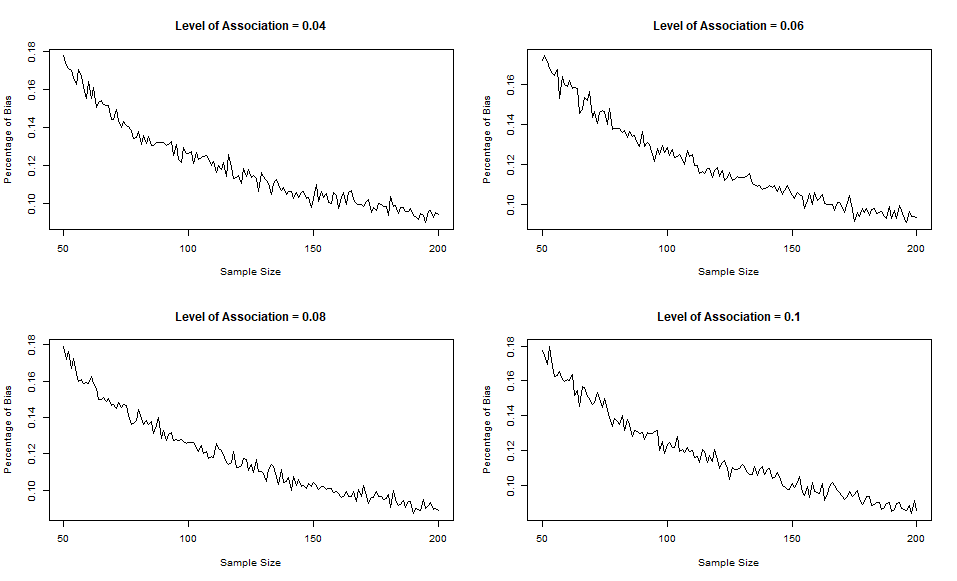 Level of Association = 0.04
Percentage of Bias
0.18
0.16
0.14
0.12
0.10
50 100 150 200
Sample Size
Level of Association = 0.06
Percentage of Bias
0.16
0.14
0.12
0.10
50 100 150 200
Sample Size
Level of Association = 0.08
Percentage of Bias
0.18
0.16
0.14
0.12
0.10
50 100 150 200
Sample Size
Level of Association = 0.1
Percentage of Bias
0.18
0.16
0.14
0.12
0.10
50 100 150 200
Sample Size